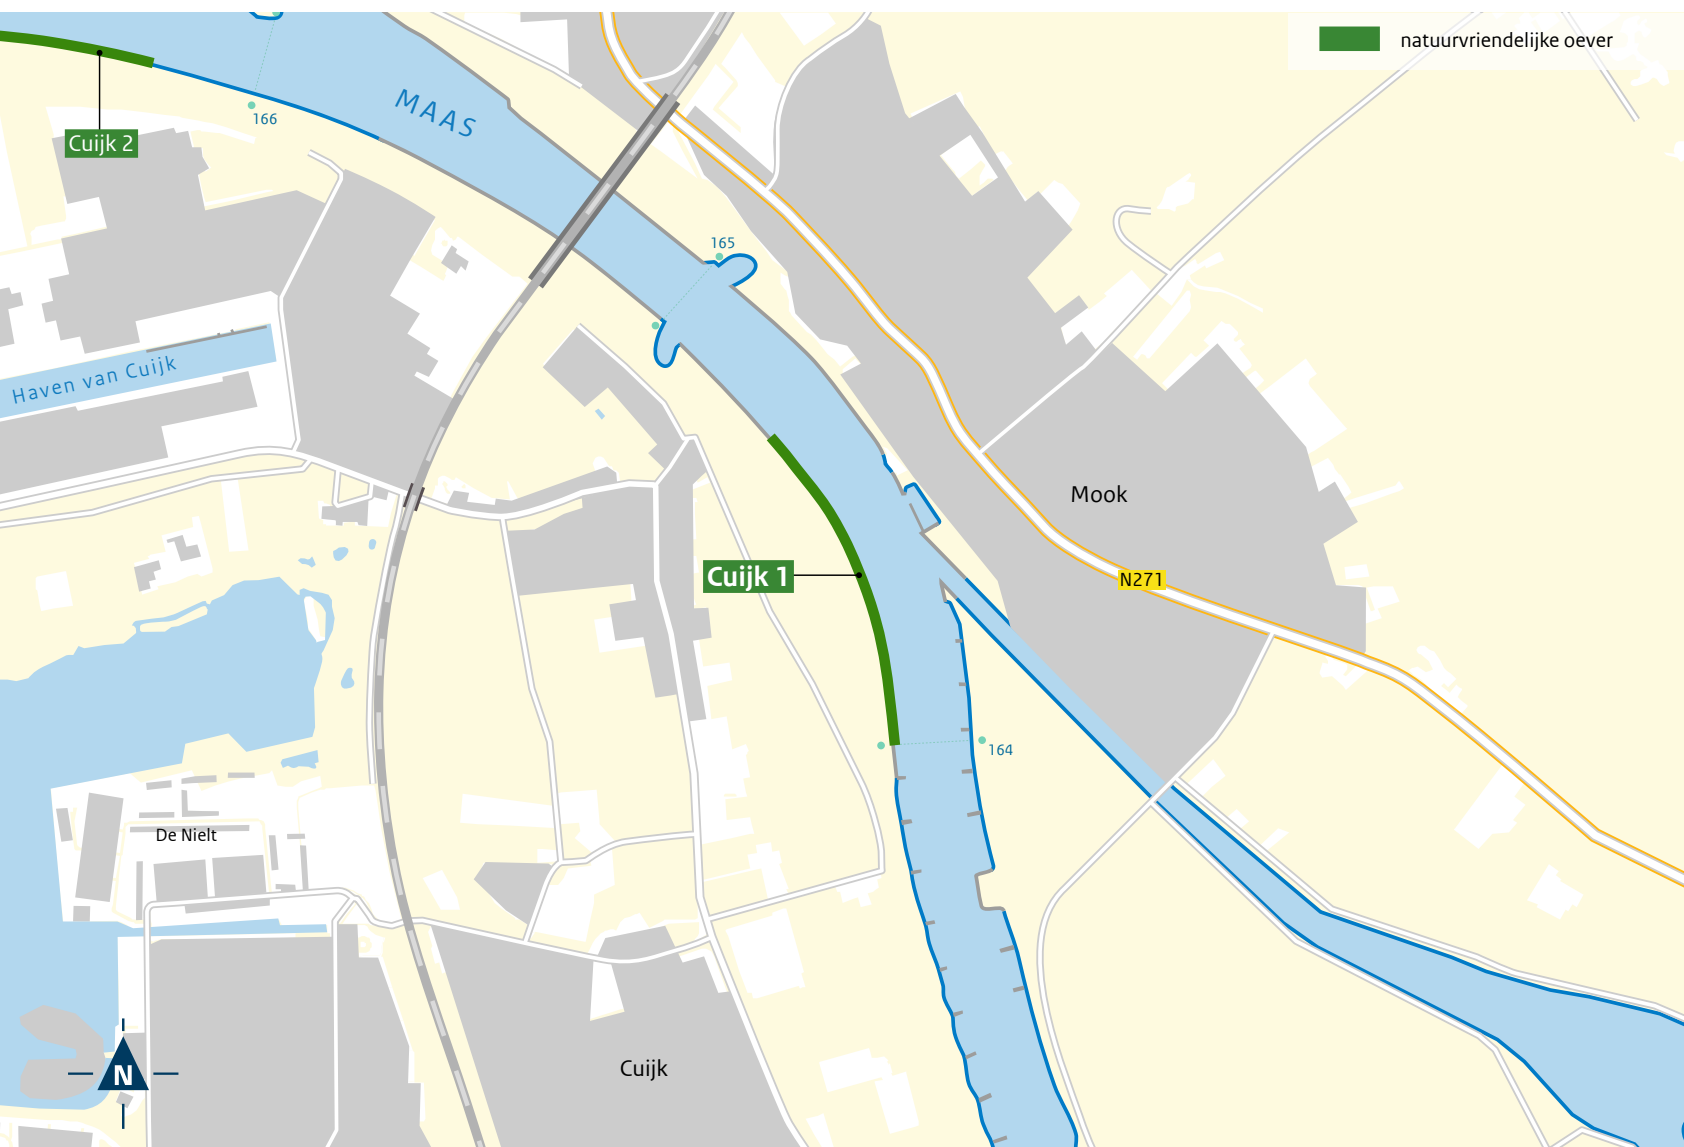 natuurvriendelijke oever
MAAS
166
Cuijk 2
165
Haven van Cuijk
Mook
Cuijk 1
N271
164
De Nielt
Cuijk
N